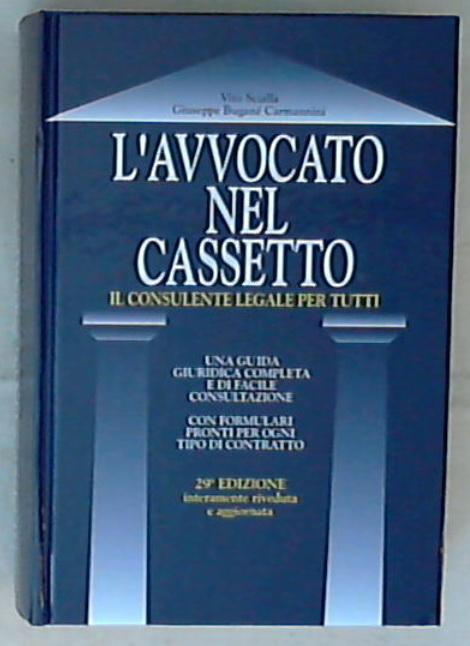 Vito Scialla
Giuseppe Bugané Carmannini
L'AVVOCATO
NEL
CASSETTO
IL CONSULENTE LEGALE PER TUTTI
UNA GUIDA
GIURIDICA COMPLETA
E DI FACILE
CONSULTAZIONE
CON FORMULARI
PRONTI PER OGNI
TIPO DI CONTRATTO
29ª EDIZIONE
interamente riveduta
e aggiornata